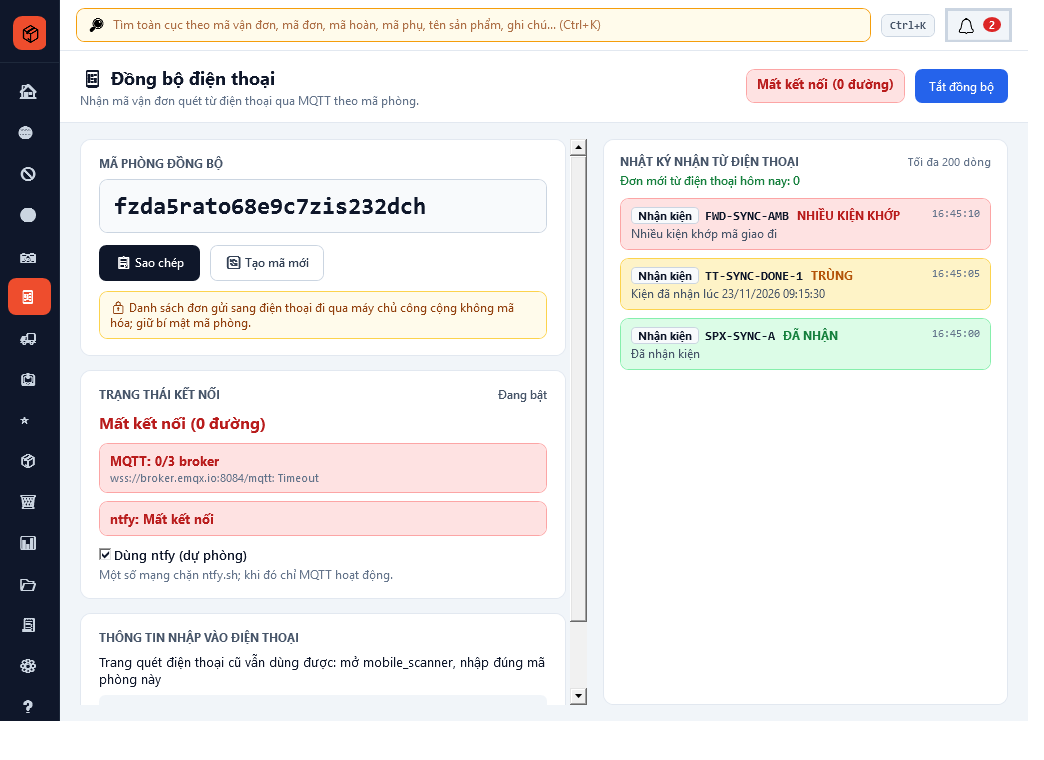 Tìm toàn cục theo mã vận đơn, mã đơn, mã hoàn, mã phụ, tên sản phẩm, ghi chú... (Ctrl+K)
Ctrl+K
2
Đồng bộ điện thoại
Nhận mã vận đơn quét từ điện thoại qua MQTT theo mã phòng.
Mất kết nối (0 đường)
Tắt đồng bộ
MÃ PHÒNG ĐỒNG BỘ
fzda5rato68e9c7zis232dch
Sao chép
Tạo mã mới
Danh sách đơn gửi sang điện thoại đi qua máy chủ công cộng không mã
hóa; giữ bí mật mã phòng.
TRẠNG THÁI KẾT NỐI
Đang bật
Mất kết nối (0 đường)
MQTT: 0/3 broker
wss://broker.emqx.io:8084/mqtt: Timeout
ntfy: Mất kết nối
Dùng ntfy (dự phòng)
Một số mạng chặn ntfy.sh; khi đó chỉ MQTT hoạt động.
THÔNG TIN NHẬP VÀO ĐIỆN THOẠI
Trang quét điện thoại cũ vẫn dùng được: mở mobile_scanner, nhập đúng mã
phòng này
NHẬT KÝ NHẬN TỪ ĐIỆN THOẠI
Tối đa 200 dòng
Đơn mới từ điện thoại hôm nay: 0
Nhận kiện FWD-SYNC-AMB NHIỀU KIỆN KHỚP 16:45:10
Nhiều kiện khớp mã giao đi
Nhận kiện TT-SYNC-DONE-1 TRÙNG 16:45:05
Kiện đã nhận lúc 23/11/2026 09:15:30
Nhận kiện SPX-SYNC-A ĐÃ NHẬN 16:45:00
Đã nhận kiện
?